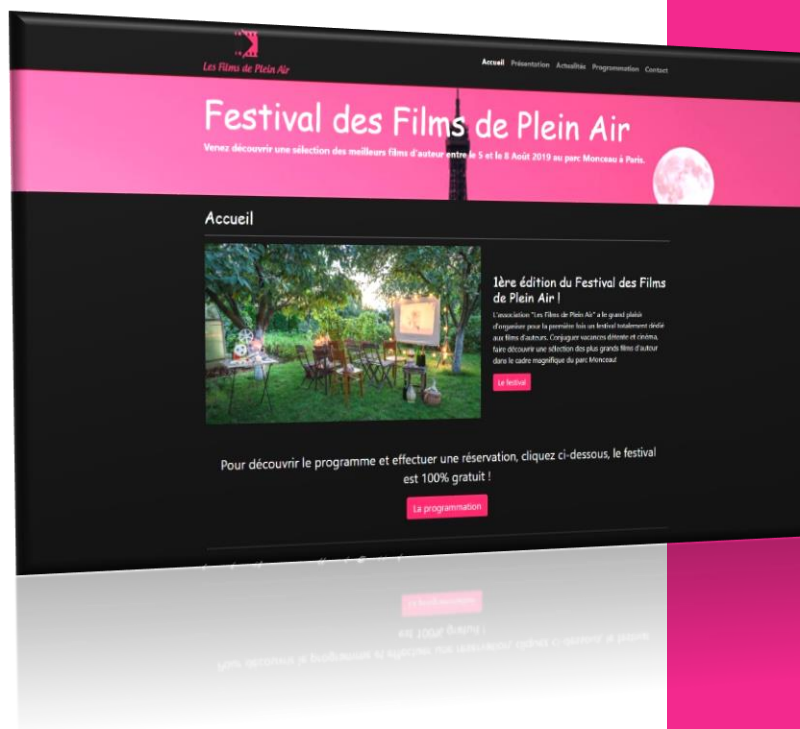 Les Films de Plein Air
Accueil Présentation Actualités Programmation Contact
Festival des Films de Plein Air
Venez découvrir une sélection des meilleurs films d'auteur entre le 5 et le 8 Août 2019 au parc Monceau à Paris.
Accueil
1ère édition du Festival des Films
de Plein Air !
L'association "Les Films de Plein Air" a le grand plaisir
d'organiser pour la première fois un festival totalement dédié
aux films d'auteurs. Conjuguer vacances détente et cinéma,
faire découvrir une sélection des plus grands films d'auteur
dans le cadre magnifique du parc Monceau!
Le festival
Pour découvrir le programme et effectuer une réservation, cliquez ci-dessous, le festival
est 100% gratuit !
La programmation